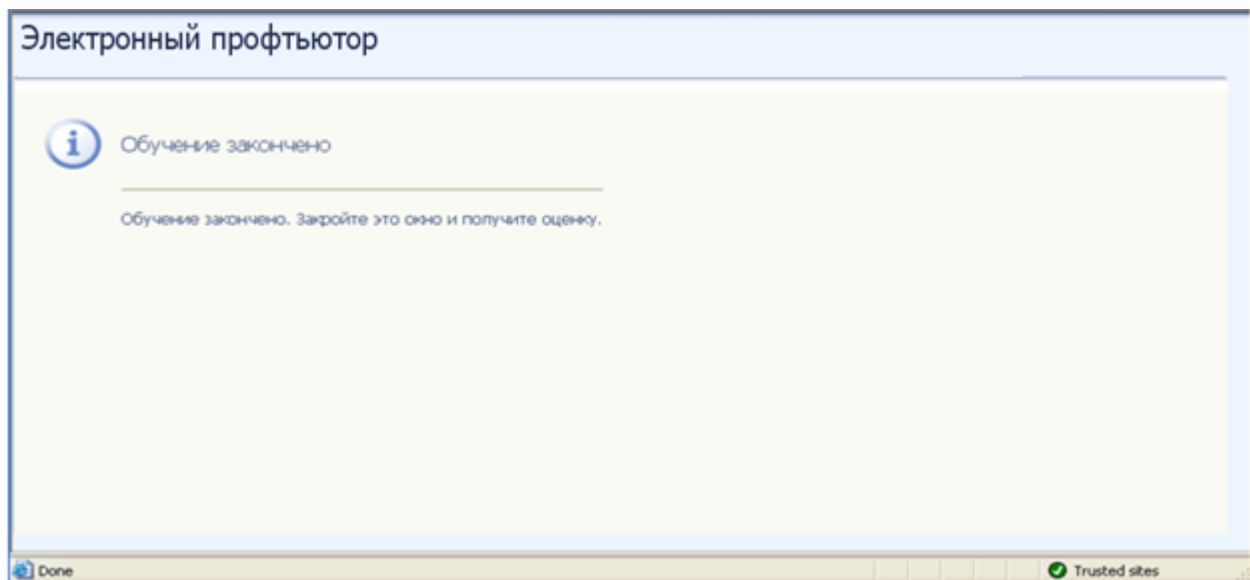 Электронный профтьютор
Обучение закончено
Обучение закончено. Закройте это окно и получите оценку.
Done
Trusted sites